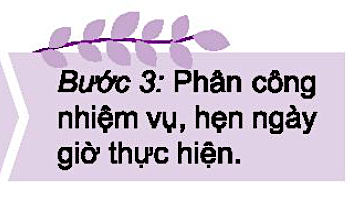 Bước 3: Phân công
nhiệm vụ, hẹn ngày
giờ thực hiện.